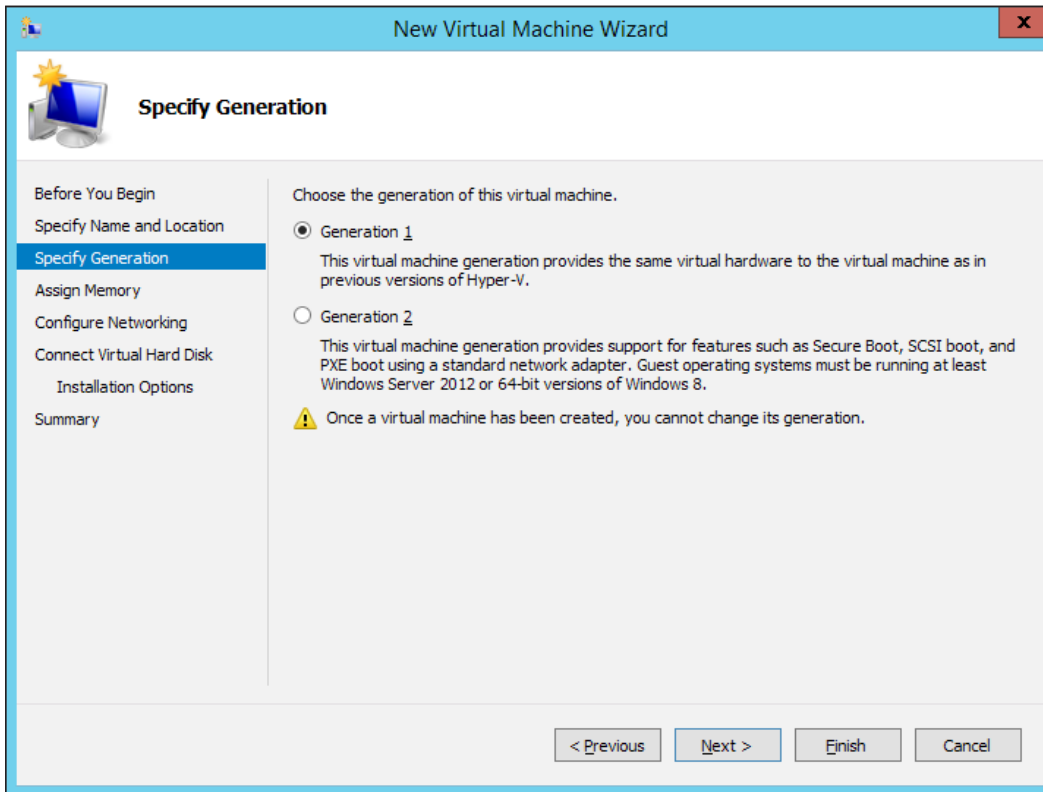 New Virtual Machine Wizard
x
Specify Generation
Before You Begin
Specify Name and Location
Specify Generation
Assign Memory
Configure Networking
Connect Virtual Hard Disk
Installation Options
Summary
Choose the generation of this virtual machine.
Generation 1
This virtual machine generation provides the same virtual hardware to the virtual machine as in
previous versions of Hyper-V.
Generation 2
This virtual machine generation provides support for features such as Secure Boot, SCSI boot, and
PXE boot using a standard network adapter. Guest operating systems must be running at least
Windows Server 2012 or 64-bit versions of Windows 8.
Once a virtual machine has been created, you cannot change its generation.
< Previous
Next >
Finish
Cancel